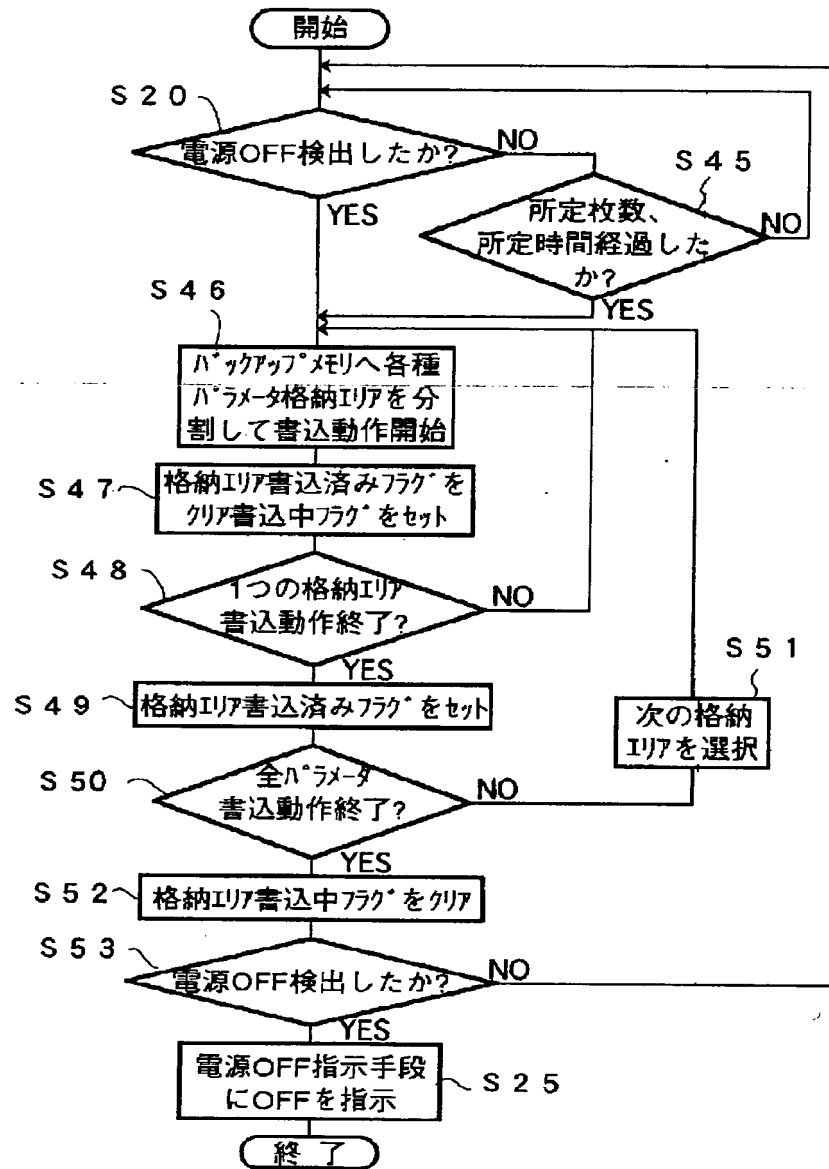 開始
S20
電源OFF検出したか?
NO
S45
YES
所定枚数、
所定時間経過した
か?
NO
YES
S46
バックアップメモリへ各種
パラメータ格納エリアを分
割して書込動作開始
S47
格納エリア書込済みフラグを
クリア書込中フラグをセット
S48
1つの格納エリア
書込動作終了?
NO
YES
S49
格納エリア書込済みフラグをセット
S51
次の格納
エリアを選択
S50
全パラメータ
書込動作終了?
NO
YES
S52
格納エリア書込中フラグをクリア
S53
電源OFF検出したか?
NO
YES
電源OFF指示手段
にOFFを指示
S25
終了